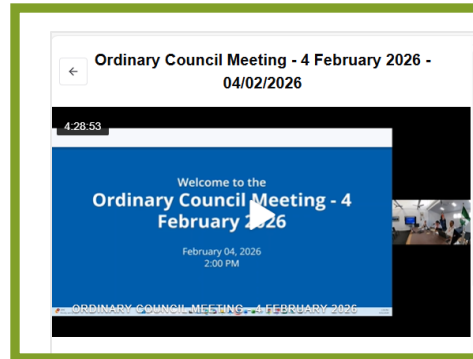 Ordinary Council Meeting - 4 February 2026 -
04/02/2026
4:28:53
Welcome to the
Ordinary Council Meeting - 4
February 2026
February 04, 2026
2:00 PM
ORDINARY COUNCIL MEETING - 4 FEBRUARY 2026